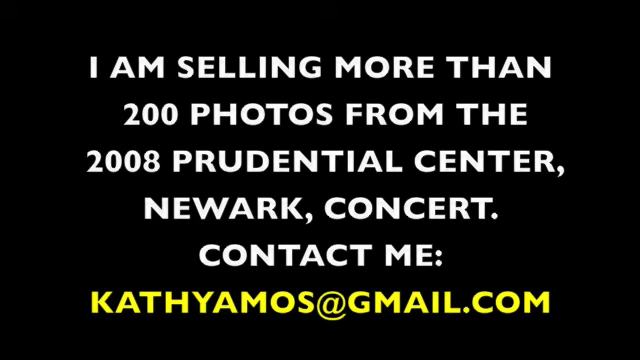 I AM SELLING MORE THAN
200 PHOTOS FROM THE
2008 PRUDENTIAL CENTER,
NEWARK, CONCERT.
CONTACT ME:
KATHYAMOS@GMAIL.COM